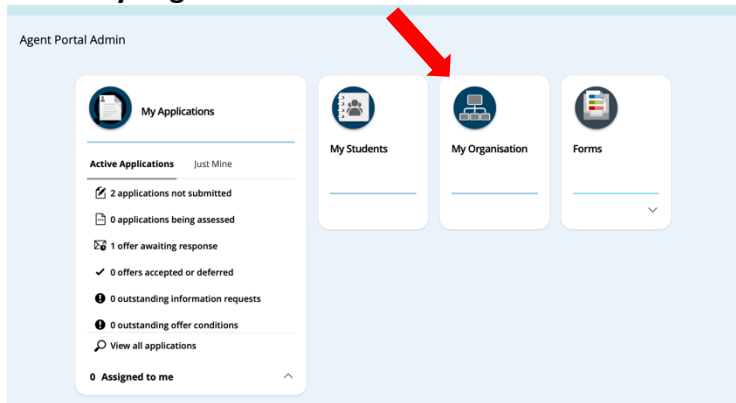 Agent Portal Admin
My Applications
Active Applications Just Mine
2 applications not submitted
0 applications being assessed
1 offer awaiting response
0 offers accepted or deferred
0 outstanding information requests
0 outstanding offer conditions
View all applications
0 Assigned to me
My Students
My Organisation
Forms